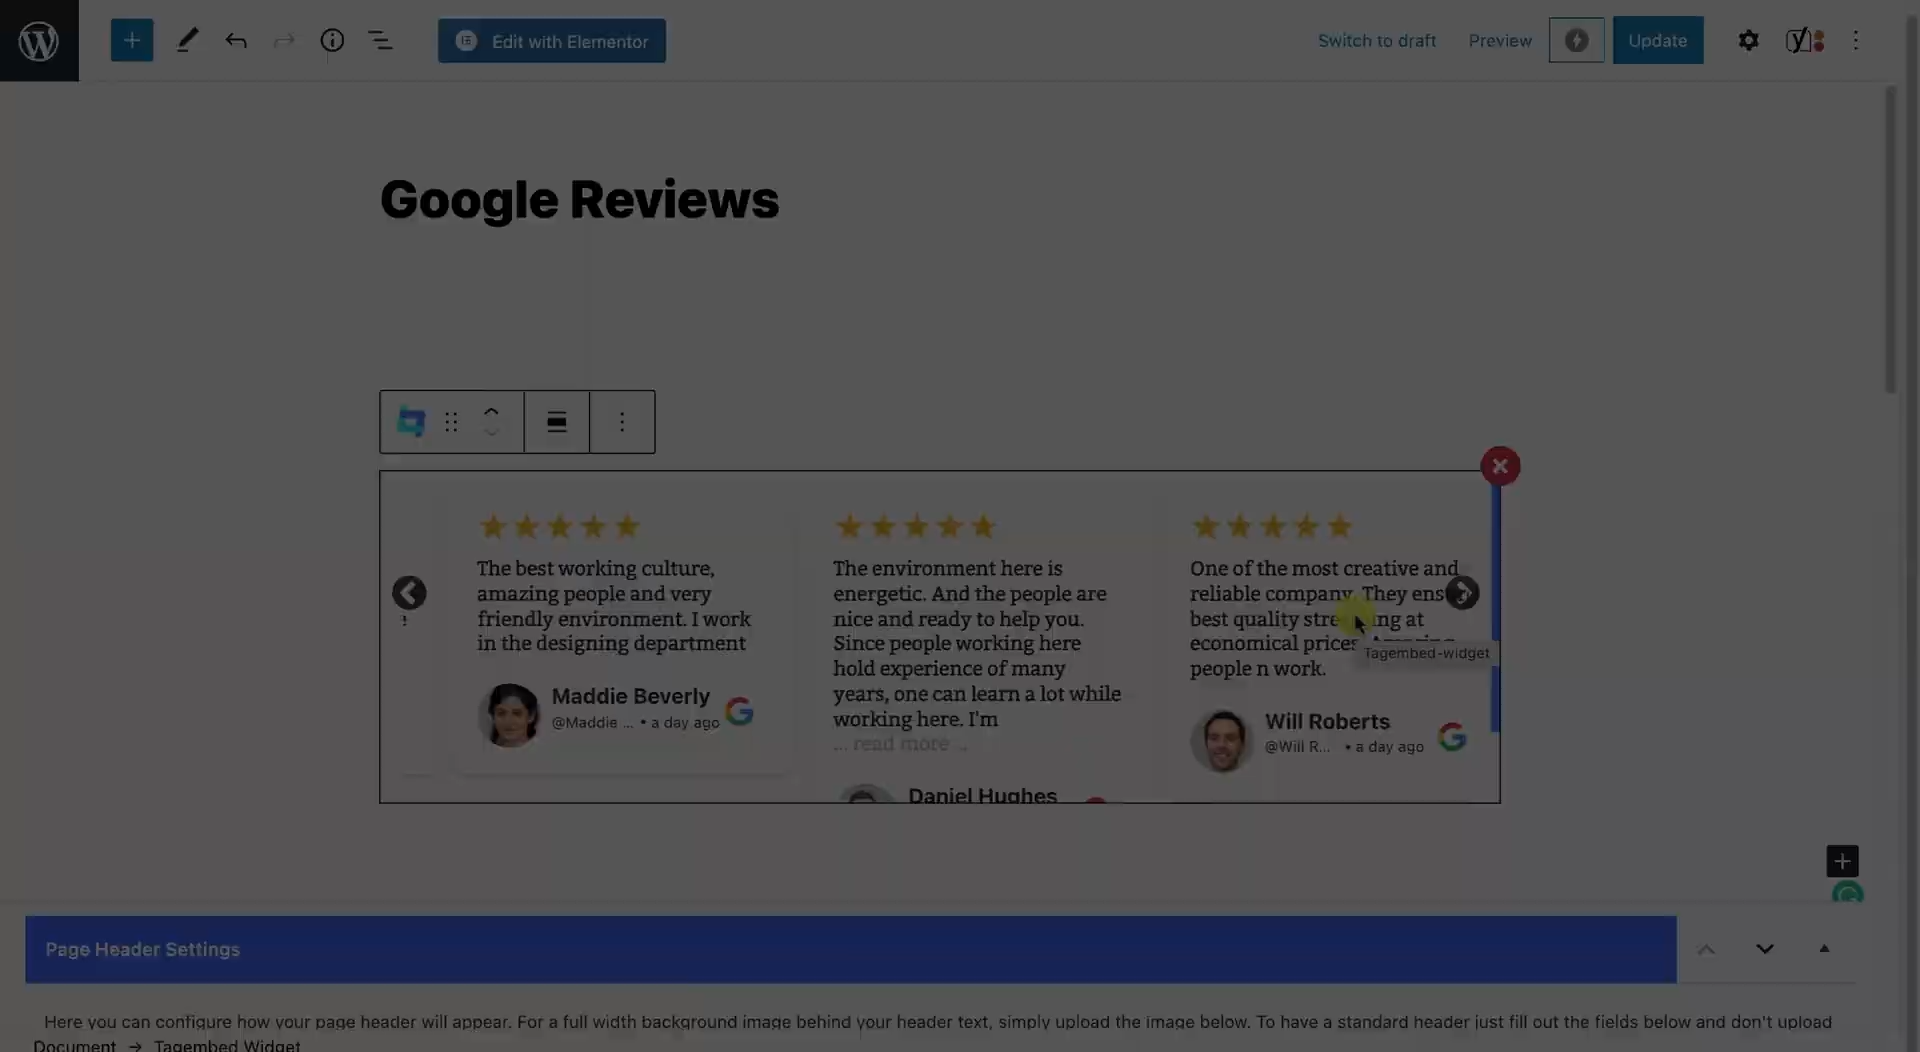 Edit with Elementor
Switch to draft
Preview
Update
Google Reviews
The best working culture,
amazing people and very
friendly environment. I work
in the designing department
Maddie Beverly
@Maddie ... • a day ago
The environment here is
energetic. And the people are
nice and ready to help you.
Since people working here
hold experience of many
years, one can learn a lot while
working here. I'm
... read more ...
Daniel Hughes
One of the most creative and
reliable company. They
best quality at
economical prices.
people n work.
Tagembed-widget
Will Roberts
@Will R... • a day ago
!
Page Header Settings
Here you can configure how your page header will appear. For a full width background image behind your header text, simply upload the image below. To have a standard header just fill out the fields below and don't upload
Document → Tagembed Widget